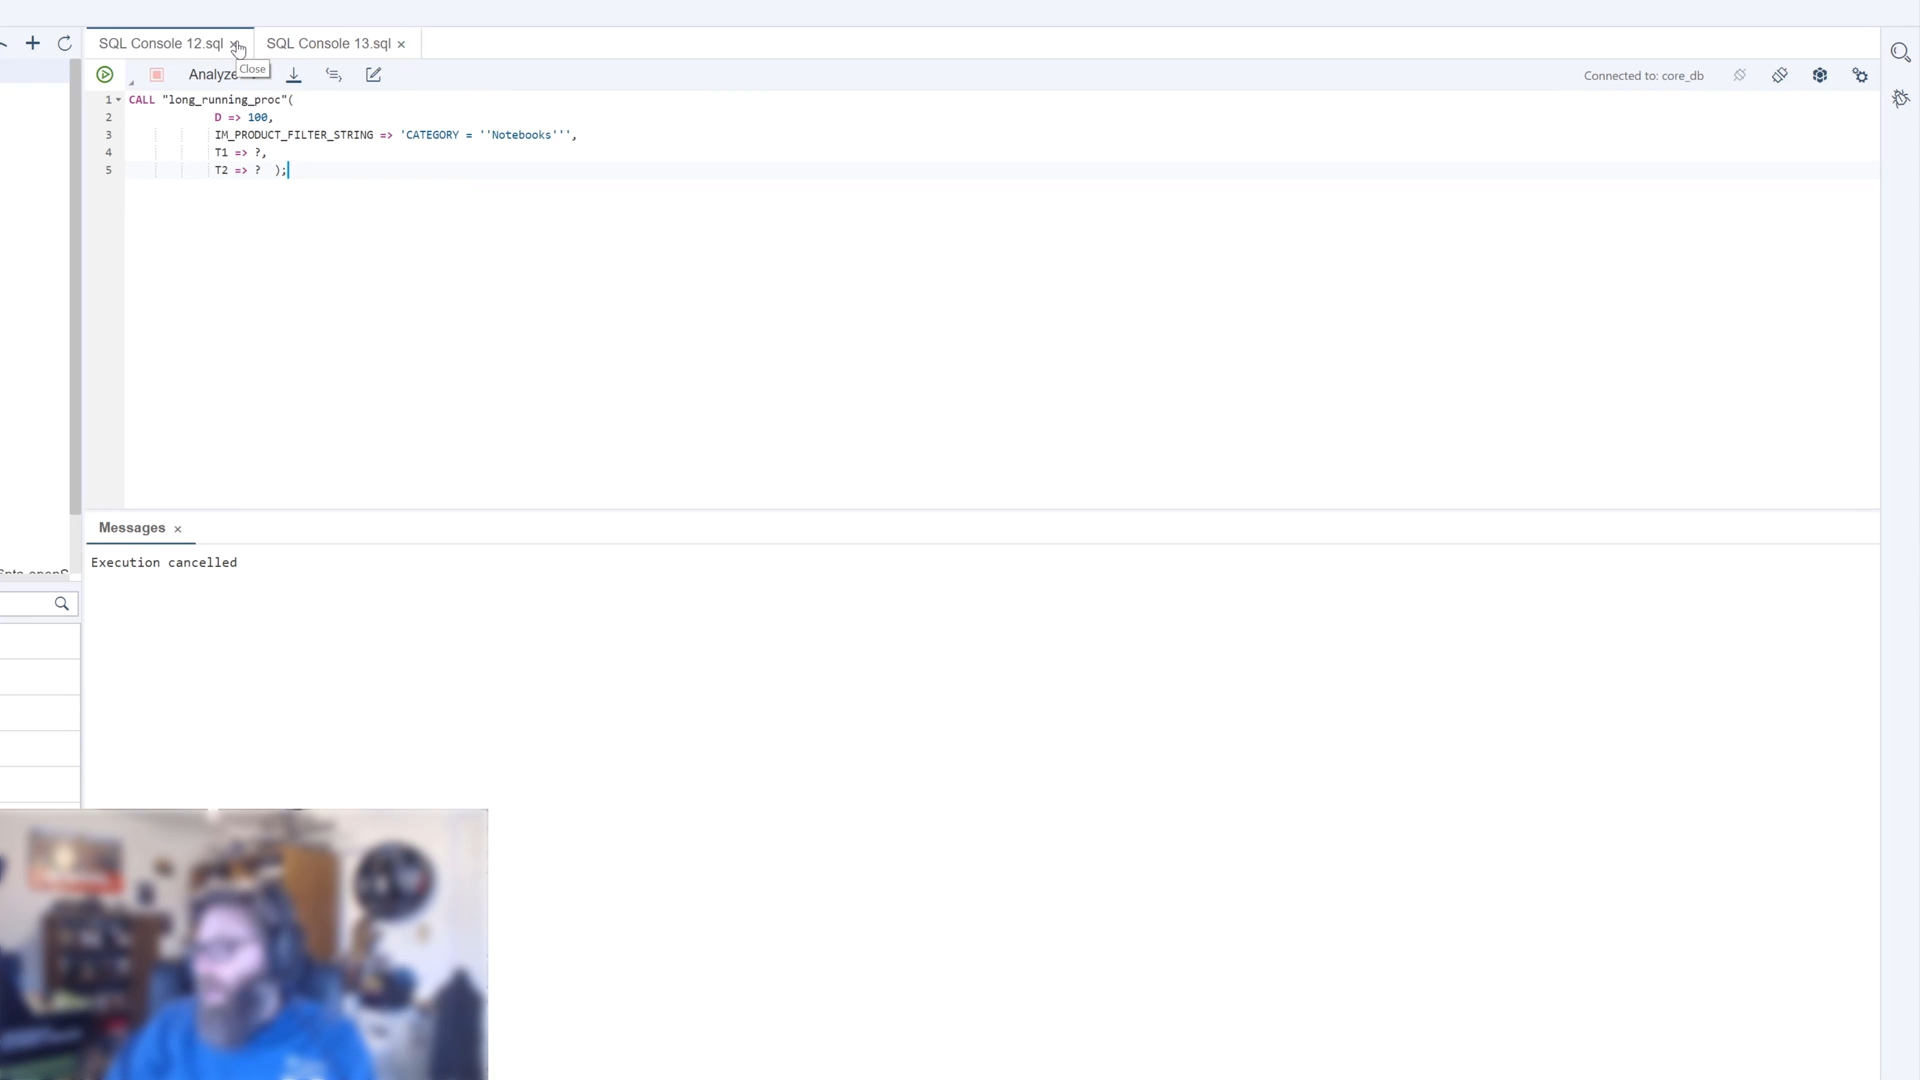 SQL Console 12.sql × SQL Console 13.sql ×
Analyze
Close
Connected to: core_db
1 CALL "long_running_proc"(
2 D => 100,
3 IM_PRODUCT_FILTER_STRING => 'CATEGORY = ''Notebooks''',
4 T1 => ?,
5 T2 => ?  );
Messages ×
Execution cancelled